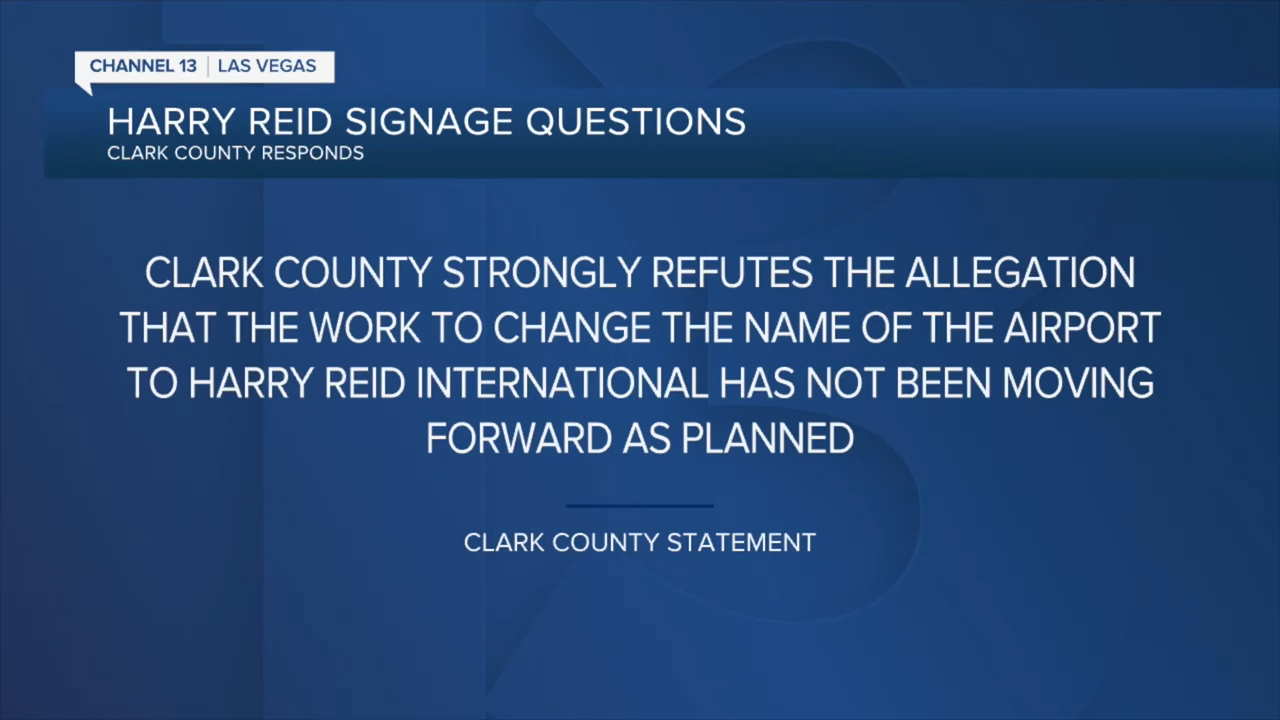 CHANNEL 13 | LAS VEGAS
HARRY REID SIGNAGE QUESTIONS
CLARK COUNTY RESPONDS
CLARK COUNTY STRONGLY REFUTES THE ALLEGATION
THAT THE WORK TO CHANGE THE NAME OF THE AIRPORT
TO HARRY REID INTERNATIONAL HAS NOT BEEN MOVING
FORWARD AS PLANNED
CLARK COUNTY STATEMENT